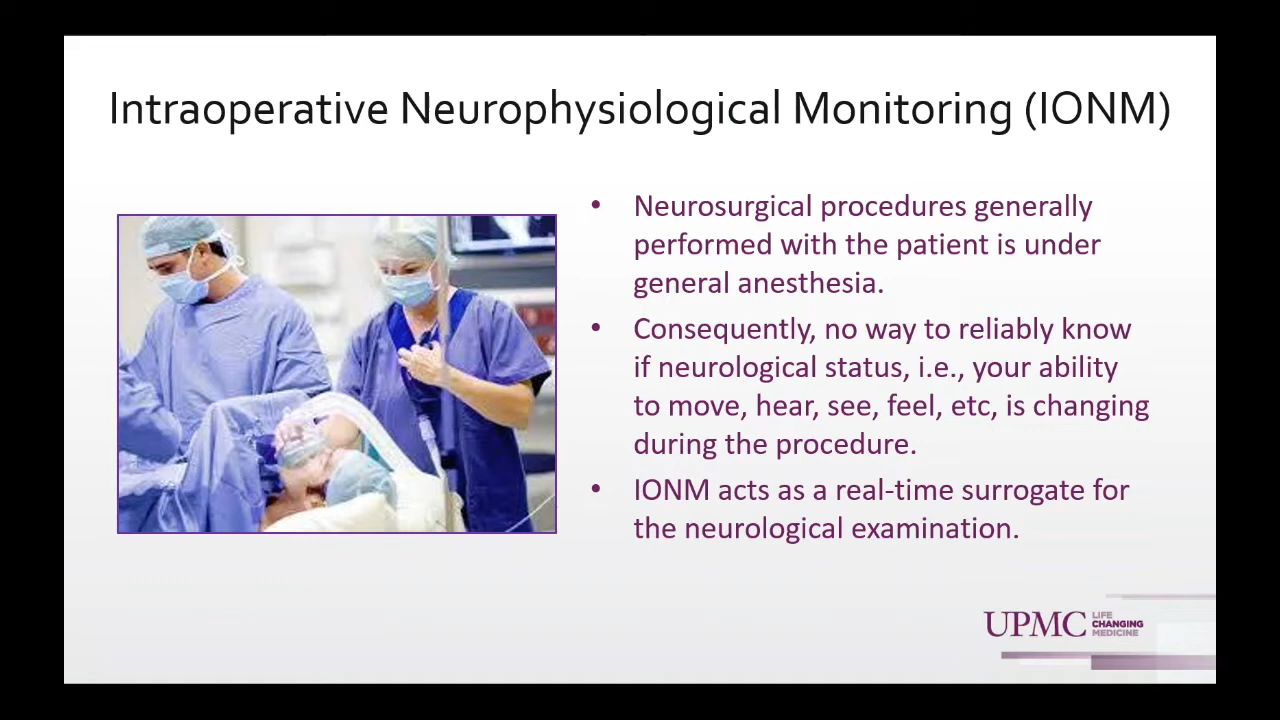 Intraoperative Neurophysiological Monitoring (IONM)
• Neurosurgical procedures generally
performed with the patient is under
general anesthesia.
• Consequently, no way to reliably know
if neurological status, i.e., your ability
to move, hear, see, feel, etc, is changing
during the procedure.
• IONM acts as a real-time surrogate for
the neurological examination.
UPMC LIFE
CHANGING
MEDICINE